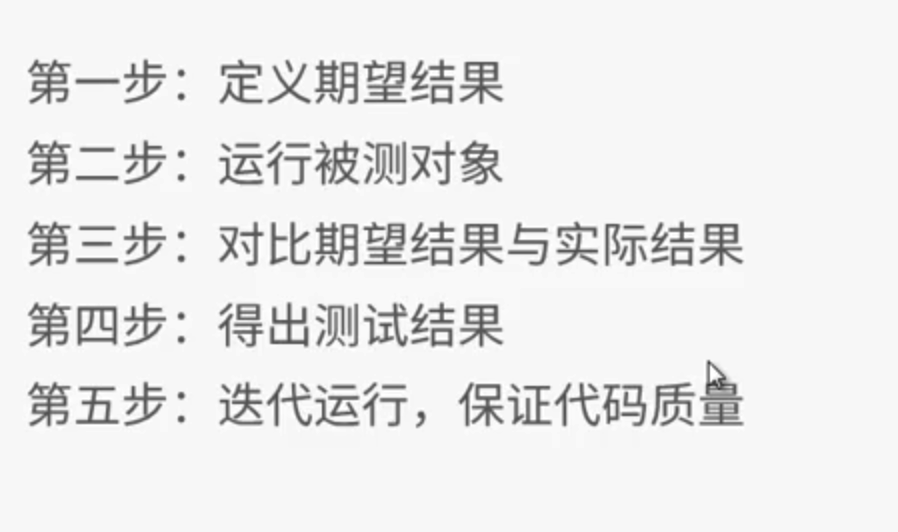 第一步：定义期望结果
第二步：运行被测对象
第三步：对比期望结果与实际结果
第四步：得出测试结果
第五步：迭代运行，保证代码质量